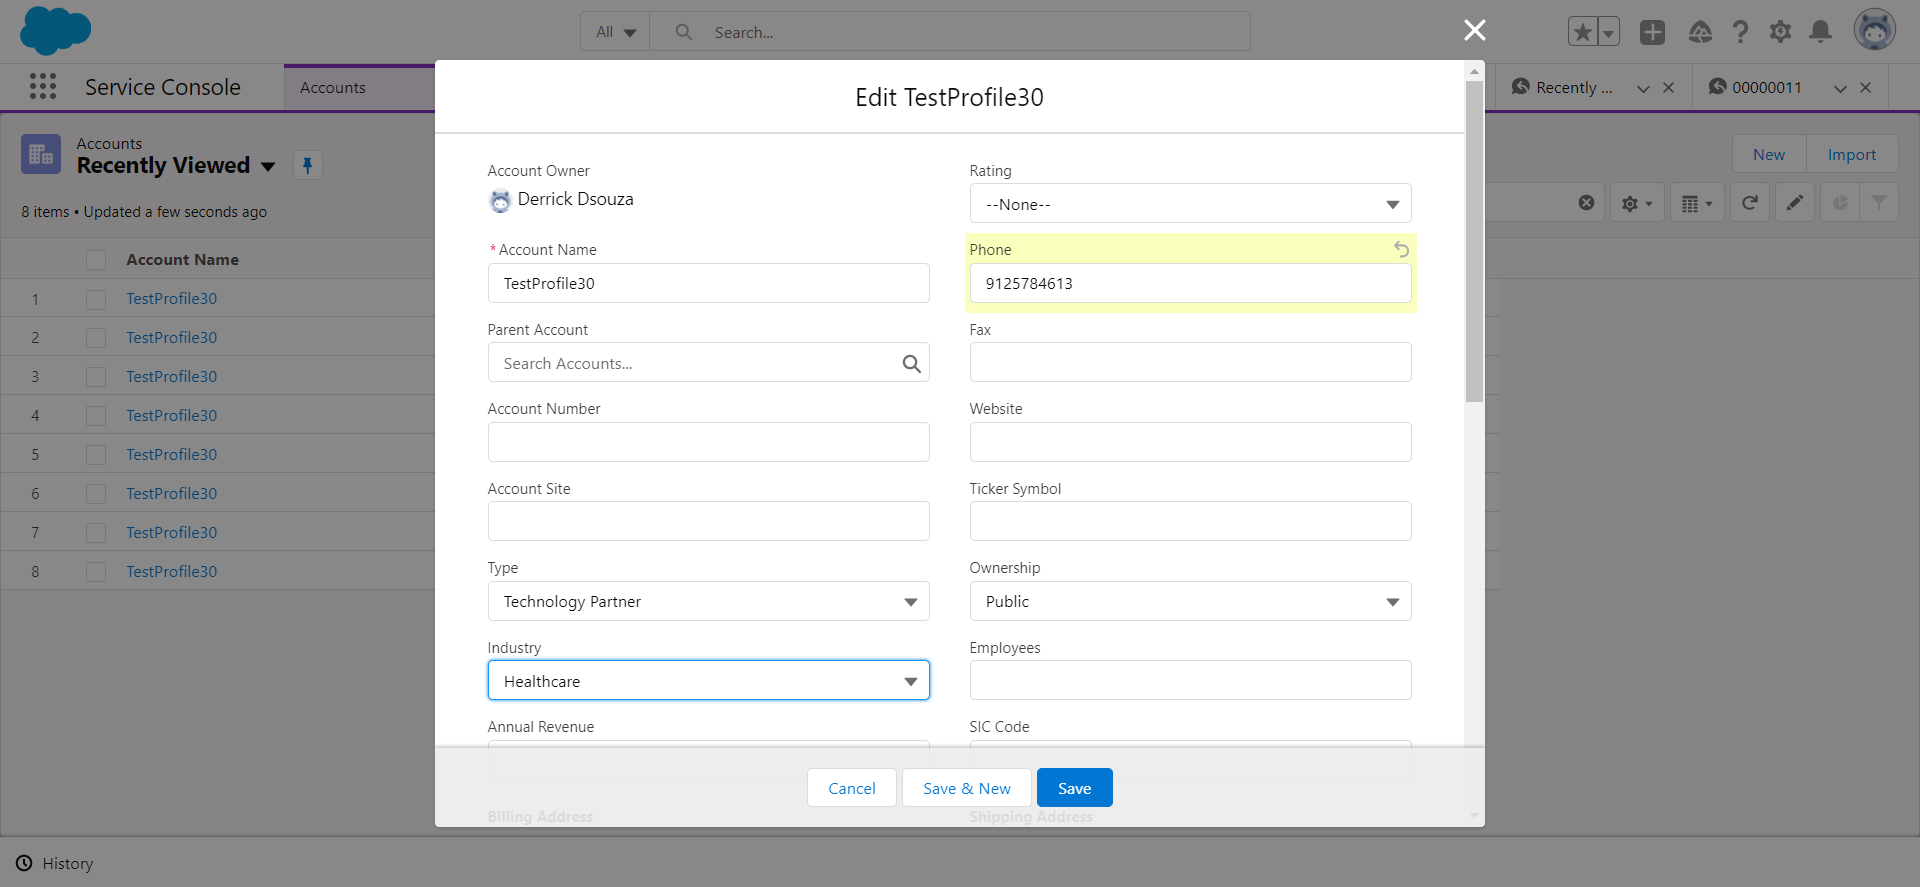 All
Search...
Service Console
Accounts
Recently ...
00000011
Accounts
Recently Viewed
8 items • Updated a few seconds ago
New
Import
Account Name
1 TestProfile30
2 TestProfile30
3 TestProfile30
4 TestProfile30
5 TestProfile30
6 TestProfile30
7 TestProfile30
8 TestProfile30
Edit TestProfile30
Account Owner
Derrick Dsouza
Rating
--None--
*Account Name
TestProfile30
Phone
9125784613
Parent Account
Search Accounts...
Fax
Account Number
Website
Account Site
Ticker Symbol
Type
Technology Partner
Ownership
Public
Industry
Healthcare
Employees
Annual Revenue
SIC Code
Cancel
Save & New
Save
Billing Address
Shipping Address
History